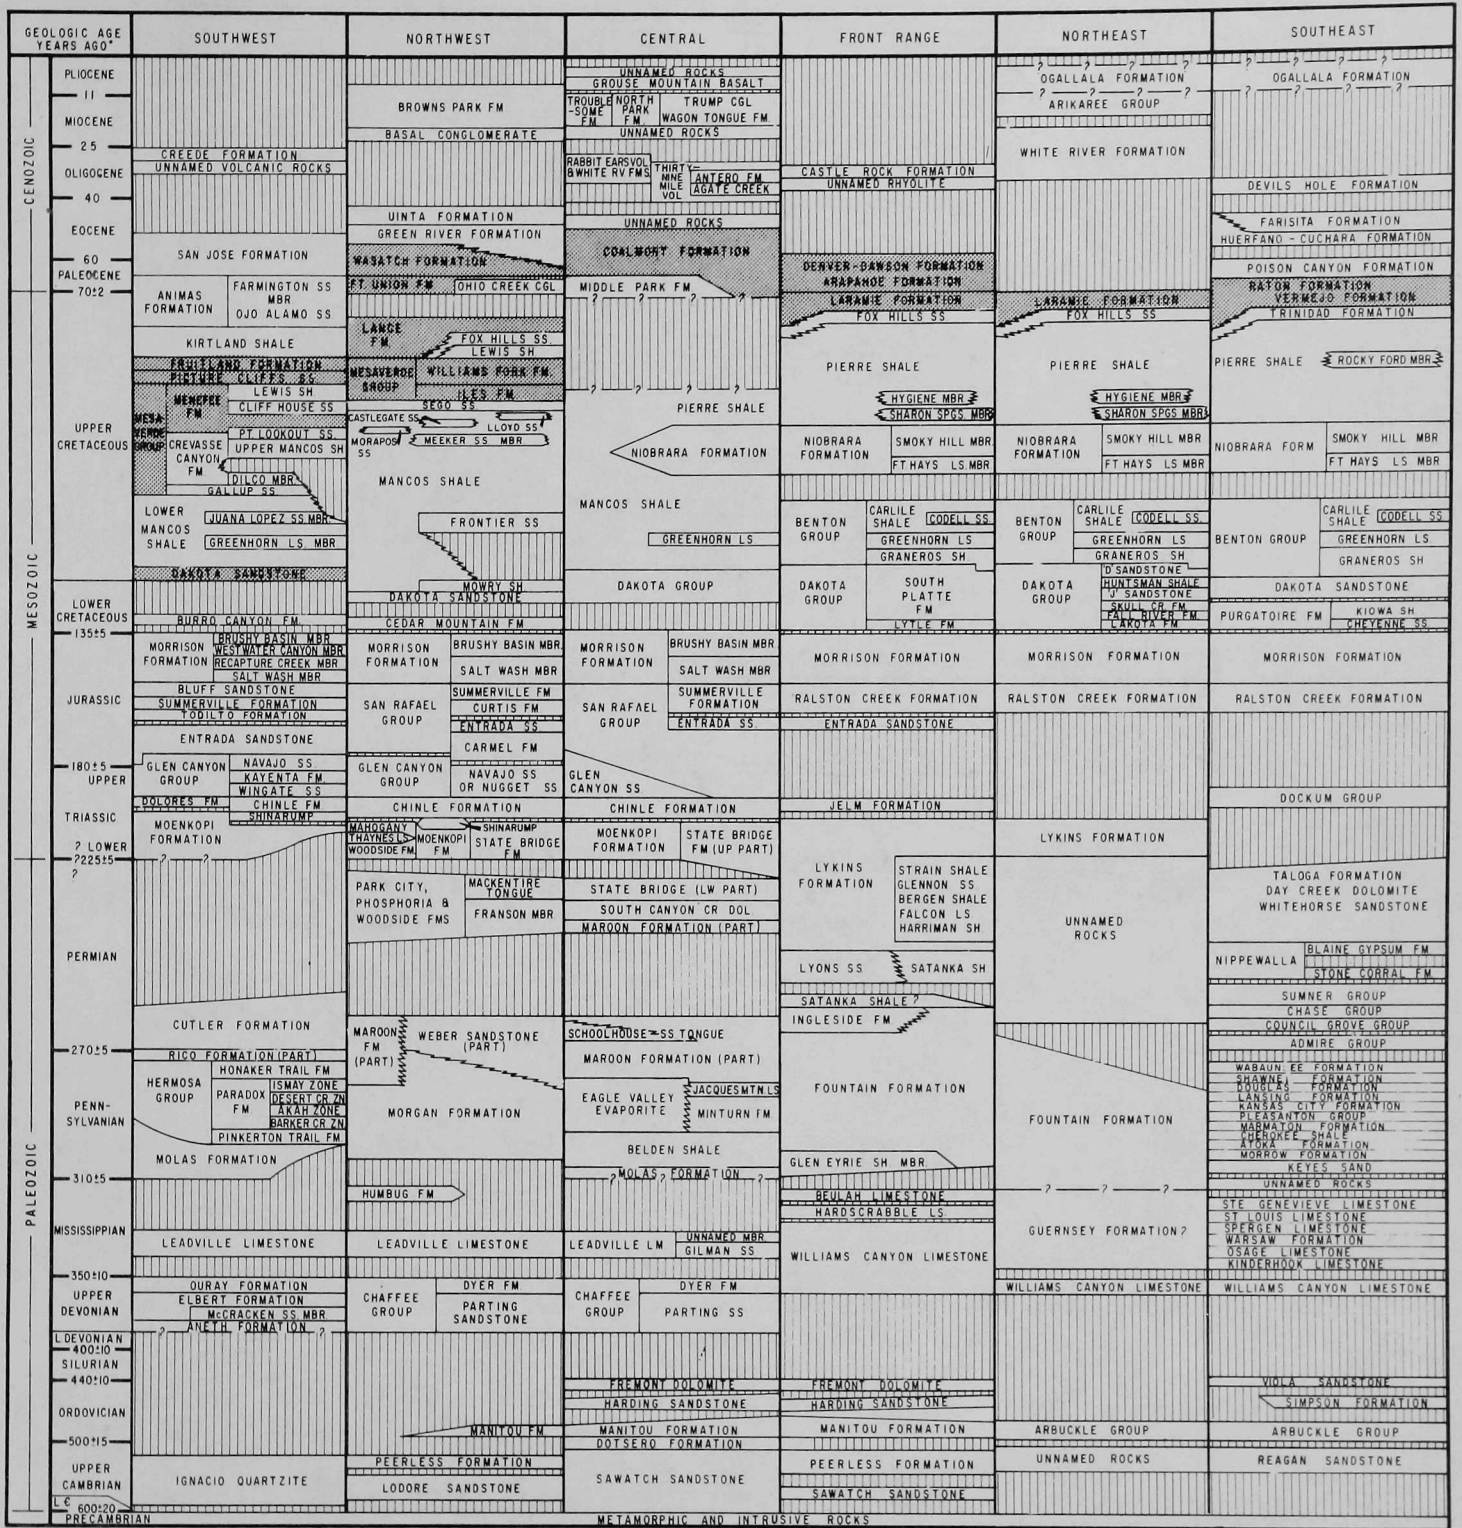 GEOLOGIC AGE
YEARS AGO*
SOUTHWEST
NORTHWEST
CENTRAL
FRONT RANGE
NORTHEAST
SOUTHEAST
CENOZOIC
MESOZOIC
PALEOZOIC
PLIOCENE
11
MIOCENE
25
OLIGOCENE
40
EOCENE
60
PALEOCENE
70±2
UPPER
CRETACEOUS
LOWER
CRETACEOUS
135±5
JURASSIC
180±5
UPPER
TRIASSIC
? LOWER
?225±5
?
PERMIAN
270±5
PENN-
SYLVANIAN
310±5
MISSISSIPPIAN
350±10
UPPER
DEVONIAN
L DEVONIAN
400±10
SILURIAN
440±10
ORDOVICIAN
500±15
UPPER
CAMBRIAN
L Є
600±20
PRECAMBRIAN
CREEDE FORMATION
UNNAMED VOLCANIC ROCKS
SAN JOSE FORMATION
ANIMAS
FORMATION
FARMINGTON SS
MBR
OJO ALAMO SS
KIRTLAND SHALE
FRUITLAND FORMATION
PICTURE CLIFFS SS
MESA-
VERDE
GROUP
MENEFEE
FM
LEWIS SH
CLIFF HOUSE SS
PT LOOKOUT SS
CREVASSE
CANYON
FM
UPPER MANCOS SH
DILCO MBR
GALLUP SS
LOWER
MANCOS
SHALE
JUANA LOPEZ SS MBR
GREENHORN LS MBR
DAKOTA SANDSTONE
BURRO CANYON FM
MORRISON
FORMATION
BRUSHY BASIN MBR
WESTWATER CANYON MBR
RECAPTURE CREEK MBR
SALT WASH MBR
BLUFF SANDSTONE
SUMMERVILLE FORMATION
TODILTO FORMATION
ENTRADA SANDSTONE
GLEN CANYON
GROUP
NAVAJO SS
KAYENTA FM
WINGATE SS
DOLORES FM
CHINLE FM
SHINARUMP
MOENKOPI
FORMATION
? ?
CUTLER FORMATION
RICO FORMATION (PART)
HERMOSA
GROUP
HONAKER TRAIL FM
PARADOX
FM
ISMAY ZONE
DESERT CR ZN
AKAH ZONE
BARKER CR ZN
PINKERTON TRAIL FM
MOLAS FORMATION
LEADVILLE LIMESTONE
OURAY FORMATION
ELBERT FORMATION
McCRACKEN SS MBR
? ANETH FORMATION ?
IGNACIO QUARTZITE
BROWNS PARK FM
BASAL CONGLOMERATE
UINTA FORMATION
GREEN RIVER FORMATION
WASATCH FORMATION
FT UNION FM
OHIO CREEK CGL
LANCE
FM
FOX HILLS SS
LEWIS SH
MESAVERDE
GROUP
WILLIAMS FORK FM
ILES FM
SEGO SS
CASTLEGATE SS
LLOYD SS
MORAPOS
SS
MEEKER SS MBR
MANCOS SHALE
FRONTIER SS
MOWRY SH
DAKOTA SANDSTONE
CEDAR MOUNTAIN FM
MORRISON
FORMATION
BRUSHY BASIN MBR
SALT WASH MBR
SAN RAFAEL
GROUP
SUMMERVILLE FM
CURTIS FM
ENTRADA SS
CARMEL FM
GLEN CANYON
GROUP
NAVAJO SS
OR NUGGET SS
CHINLE FORMATION
MAHOGANY
THAYNES LS
WOODSIDE FM
MOENKOPI
FM
SHINARUMP
STATE BRIDGE
FM
PARK CITY,
PHOSPHORIA &
WOODSIDE FMS
MACKENTIRE
TONGUE
FRANSON MBR
MAROON
FM
(PART)
WEBER SANDSTONE
(PART)
MORGAN FORMATION
HUMBUG FM
LEADVILLE LIMESTONE
CHAFFEE
GROUP
DYER FM
PARTING
SANDSTONE
MANITOU FM
PEERLESS FORMATION
LODORE SANDSTONE
UNNAMED ROCKS
GROUSE MOUNTAIN BASALT
TROUBLE
-SOME
FM
NORTH
PARK
FM
TRUMP CGL
WAGON TONGUE FM
UNNAMED ROCKS
RABBIT EARS VOL
& WHITE RV FMS
THIRTY-
NINE
MILE
VOL
ANTERO FM
AGATE CREEK
UNNAMED ROCKS
COALMONT FORMATION
MIDDLE PARK FM
? ? ?
? ? ? ?
PIERRE SHALE
NIOBRARA FORMATION
MANCOS SHALE
GREENHORN LS
DAKOTA GROUP
MORRISON
FORMATION
BRUSHY BASIN MBR
SALT WASH MBR
SAN RAFAEL
GROUP
SUMMERVILLE
FORMATION
ENTRADA SS
GLEN
CANYON SS
CHINLE FORMATION
MOENKOPI
FORMATION
STATE BRIDGE
FM (UP PART)
STATE BRIDGE (LW PART)
SOUTH CANYON CR DOL
MAROON FORMATION (PART)
SCHOOLHOUSE SS TONGUE
MAROON FORMATION (PART)
EAGLE VALLEY
EVAPORITE
JACQUES MTN LS
MINTURN FM
BELDEN SHALE
MOLAS FORMATION
? ? ?
LEADVILLE LM
UNNAMED MBR
GILMAN SS
CHAFFEE
GROUP
DYER FM
PARTING SS
FREMONT DOLOMITE
HARDING SANDSTONE
MANITOU FORMATION
DOTSERO FORMATION
SAWATCH SANDSTONE
CASTLE ROCK FORMATION
UNNAMED RHYOLITE
DENVER-DAWSON FORMATION
ARAPAHOE FORMATION
LARAMIE FORMATION
FOX HILLS SS
PIERRE SHALE
HYGIENE MBR
SHARON SPGS MBR
NIOBRARA
FORMATION
SMOKY HILL MBR
FT HAYS LS MBR
BENTON
GROUP
CARLILE
SHALE
CODELL SS
GREENHORN LS
GRANEROS SH
DAKOTA
GROUP
SOUTH
PLATTE
FM
LYTLE FM
MORRISON FORMATION
RALSTON CREEK FORMATION
ENTRADA SANDSTONE
JELM FORMATION
LYKINS
FORMATION
STRAIN SHALE
GLENNON SS
BERGEN SHALE
FALCON LS
HARRIMAN SH
LYONS SS
SATANKA SH
SATANKA SHALE ?
INGLESIDE FM
FOUNTAIN FORMATION
GLEN EYRIE SH MBR
BEULAH LIMESTONE
HARDSCRABBLE LS
WILLIAMS CANYON LIMESTONE
FREMONT DOLOMITE
HARDING SANDSTONE
MANITOU FORMATION
PEERLESS FORMATION
SAWATCH SANDSTONE
? ? ? ?
OGALLALA FORMATION
? ? ? ?
ARIKAREE GROUP
WHITE RIVER FORMATION
LARAMIE FORMATION
FOX HILLS SS
PIERRE SHALE
HYGIENE MBR
SHARON SPGS MBR
NIOBRARA
FORMATION
SMOKY HILL MBR
FT HAYS LS MBR
BENTON
GROUP
CARLILE
SHALE
CODELL SS
GREENHORN LS
GRANEROS SH
DAKOTA
GROUP
'D' SANDSTONE
HUNTSMAN SHALE
'J' SANDSTONE
SKULL CR FM
FALL RIVER FM
LAKOTA FM
MORRISON FORMATION
RALSTON CREEK FORMATION
LYKINS FORMATION
UNNAMED
ROCKS
FOUNTAIN FORMATION
? ? ?
GUERNSEY FORMATION?
WILLIAMS CANYON LIMESTONE
ARBUCKLE GROUP
UNNAMED ROCKS
? ? ? ?
OGALLALA FORMATION
? ? ? ?
DEVILS HOLE FORMATION
FARISITA FORMATION
HUERFANO - CUCHARA FORMATION
POISON CANYON FORMATION
RATON FORMATION
VERMEJO FORMATION
TRINIDAD FORMATION
PIERRE SHALE
ROCKY FORD MBR
NIOBRARA FORM
SMOKY HILL MBR
FT HAYS LS MBR
BENTON GROUP
CARLILE
SHALE
CODELL SS
GREENHORN LS
GRANEROS SH
DAKOTA SANDSTONE
PURGATOIRE FM
KIOWA SH
CHEYENNE SS
MORRISON FORMATION
RALSTON CREEK FORMATION
DOCKUM GROUP
TALOGA FORMATION
DAY CREEK DOLOMITE
WHITEHORSE SANDSTONE
NIPPEWALLA
BLAINE GYPSUM FM
STONE CORRAL FM
SUMNER GROUP
CHASE GROUP
COUNCIL GROVE GROUP
ADMIRE GROUP
WABAUN EE FORMATION
SHAWNE FORMATION
DOUGLAS FORMATION
LANSING FORMATION
KANSAS CITY FORMATION
PLEASANTON GROUP
MARMATON FORMATION
CHEROKEE SHALE
ATOKA FORMATION
MORROW FORMATION
KEYES SAND
UNNAMED ROCKS
STE GENEVIEVE LIMESTONE
ST LOUIS LIMESTONE
SPERGEN LIMESTONE
WARSAW FORMATION
OSAGE LIMESTONE
KINDERHOOK LIMESTONE
WILLIAMS CANYON LIMESTONE
VIOLA SANDSTONE
SIMPSON FORMATION
ARBUCKLE GROUP
REAGAN SANDSTONE
METAMORPHIC AND INTRUSIVE ROCKS